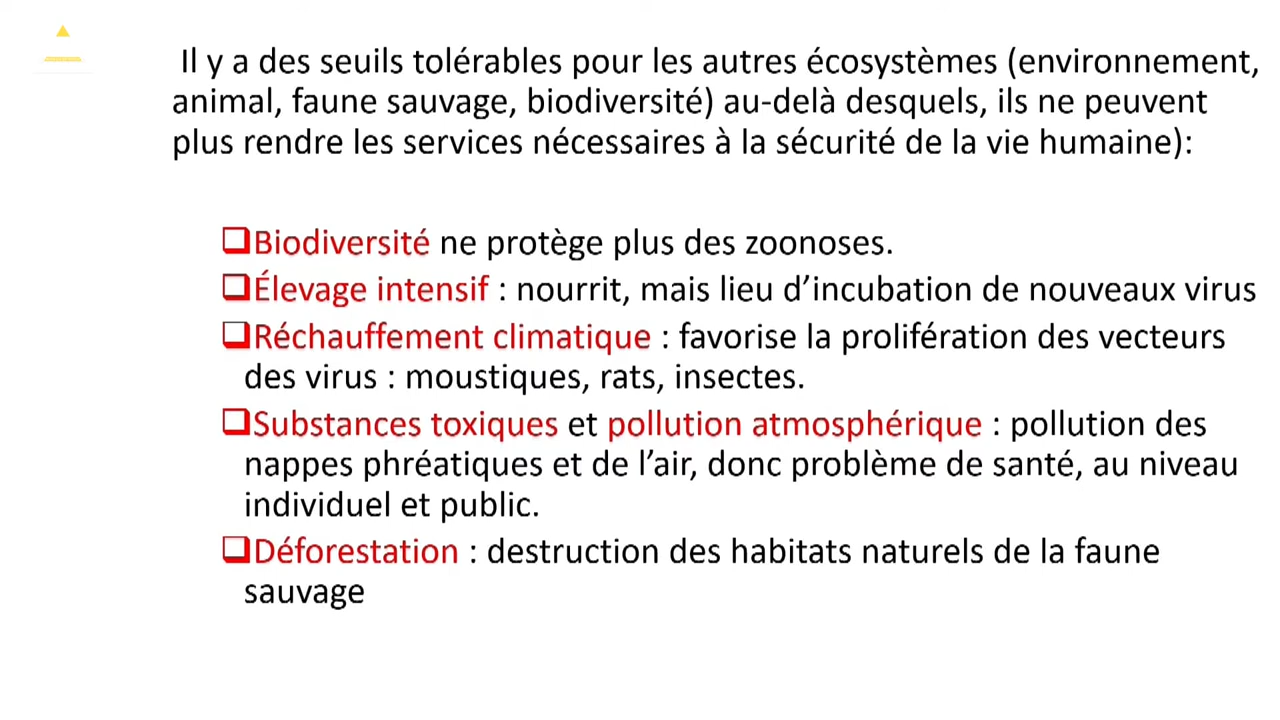 Il y a des seuils tolérables pour les autres écosystèmes (environnement,
animal, faune sauvage, biodiversité) au-delà desquels, ils ne peuvent
plus rendre les services nécessaires à la sécurité de la vie humaine):
Biodiversité ne protège plus des zoonoses.
Élevage intensif : nourrit, mais lieu d’incubation de nouveaux virus
Réchauffement climatique : favorise la prolifération des vecteurs
des virus : moustiques, rats, insectes.
Substances toxiques et pollution atmosphérique : pollution des
nappes phréatiques et de l’air, donc problème de santé, au niveau
individuel et public.
Déforestation : destruction des habitats naturels de la faune
sauvage